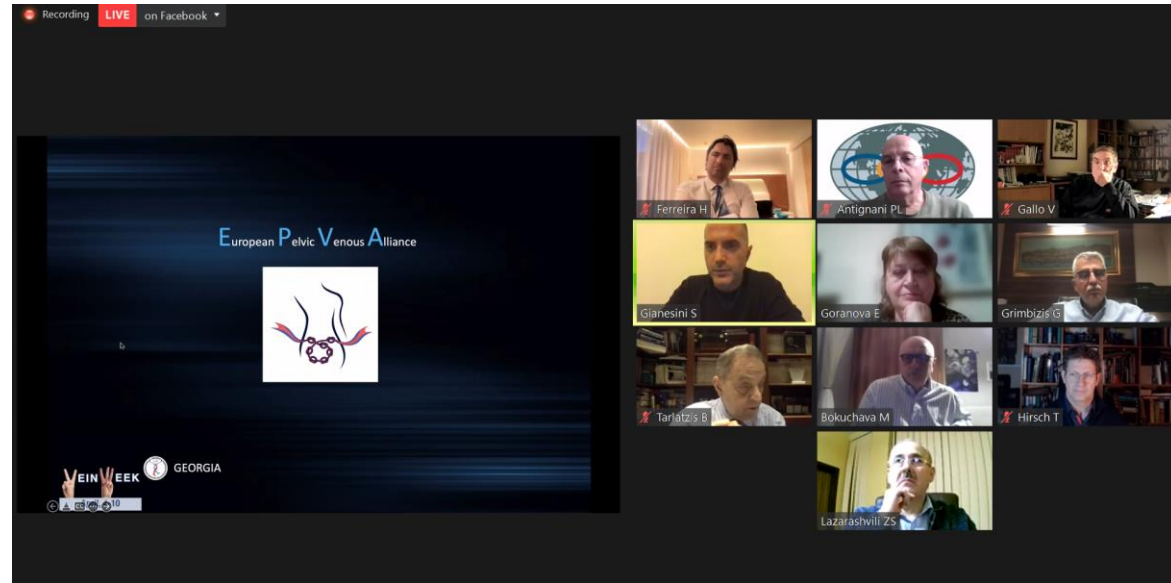 Recording LIVE on Facebook
European Pelvic Venous Alliance
VEIN WEEK
GEORGIA
10
Ferreira H
Antignani PL
Gallo V
Gianesini S
Goranova E
Grimbizis G
Tarlatzis B
Bokuchava M
Hirsch T
Lazarashvili ZS